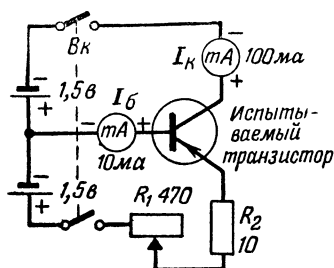 Вк
−
Iк
mA
100ма
+
−
1,5в
+
−
Iб
mA
+
10ма
Испыты-
ваемый
транзистор
−
1,5в
+
R₁ 470
R₂
10